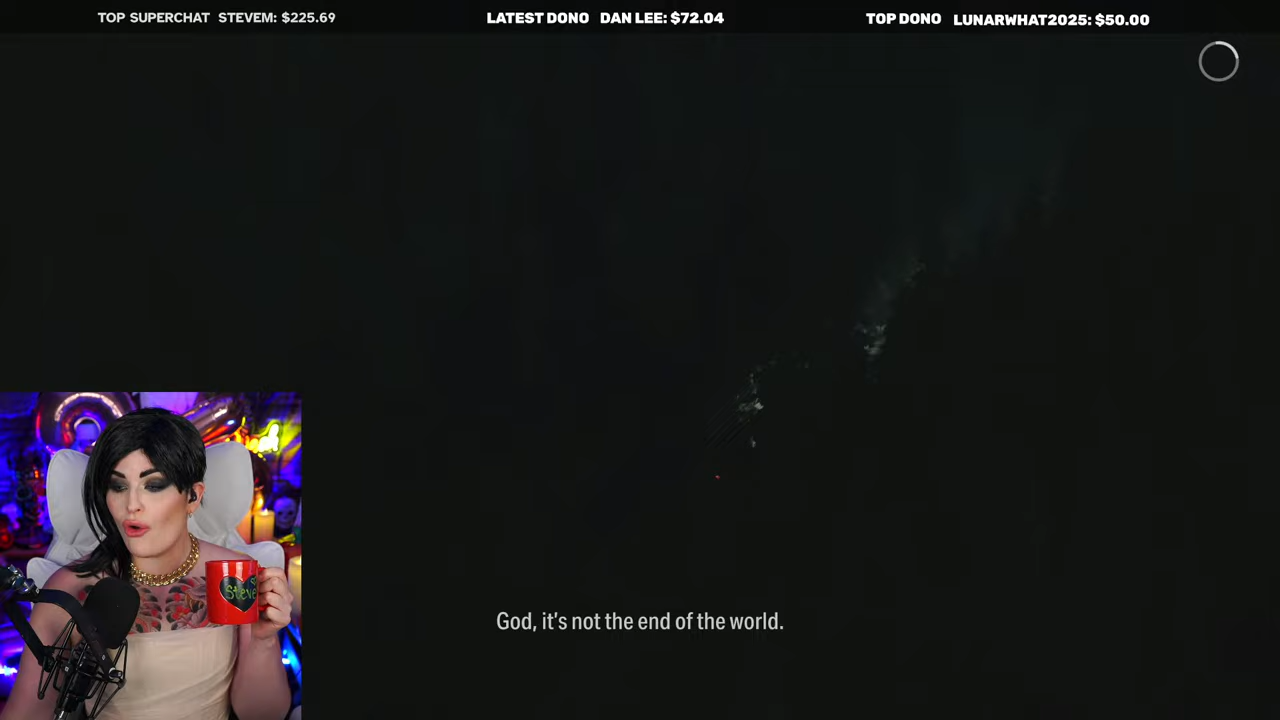 TOP SUPERCHAT STEVEM: $225.69
LATEST DONO DAN LEE: $72.04
TOP DONO LUNARWHAT2025: $50.00
Steve
God, it's not the end of the world.